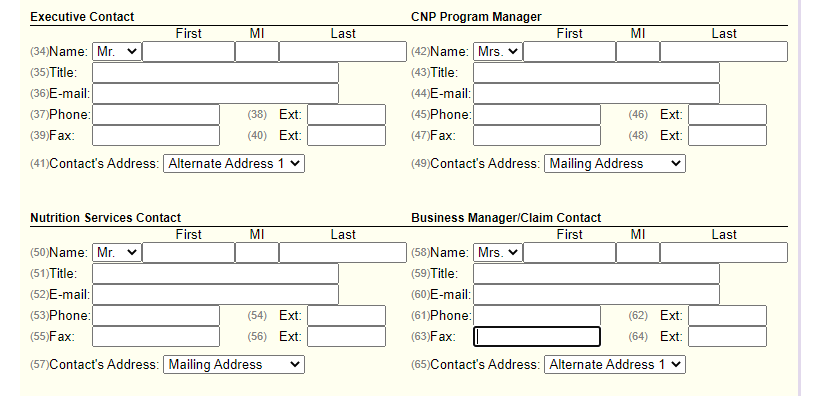 Executive Contact
First MI Last
(34)Name: Mr.
(35)Title:
(36)E-mail:
(37)Phone: (38) Ext:
(39)Fax: (40) Ext:
(41)Contact's Address: Alternate Address 1
CNP Program Manager
First MI Last
(42)Name: Mrs.
(43)Title:
(44)E-mail:
(45)Phone: (46) Ext:
(47)Fax: (48) Ext:
(49)Contact's Address: Mailing Address
Nutrition Services Contact
First MI Last
(50)Name: Mr.
(51)Title:
(52)E-mail:
(53)Phone: (54) Ext:
(55)Fax: (56) Ext:
(57)Contact's Address: Mailing Address
Business Manager/Claim Contact
First MI Last
(58)Name: Mrs.
(59)Title:
(60)E-mail:
(61)Phone: (62) Ext:
(63)Fax: (64) Ext:
(65)Contact's Address: Alternate Address 1